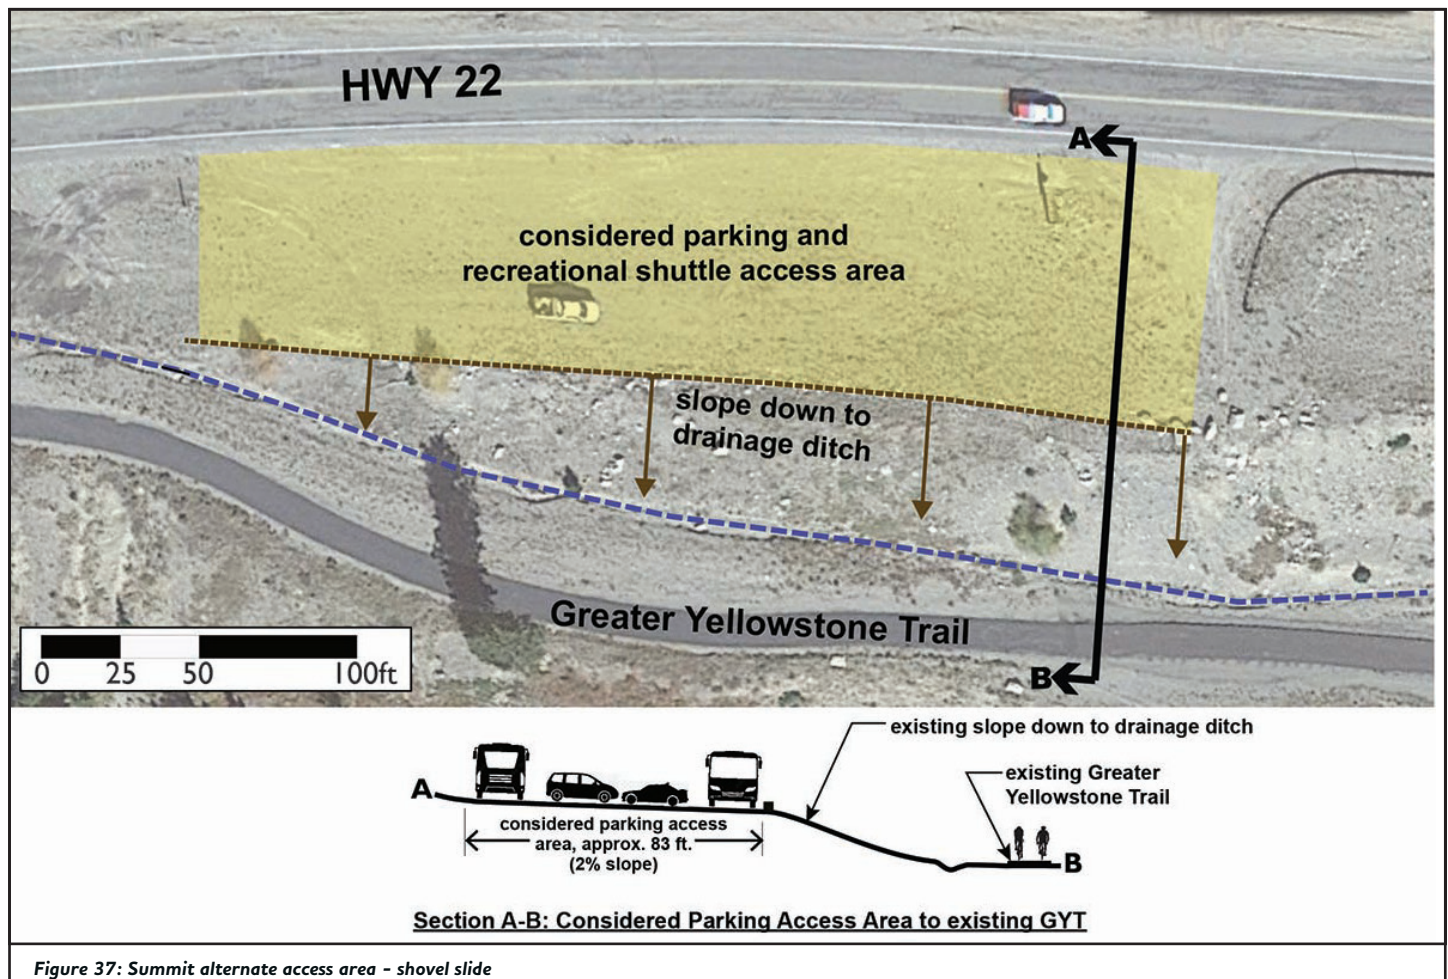 HWY 22
A
considered parking and
recreational shuttle access area
slope down to
drainage ditch
Greater Yellowstone Trail
0 25 50 100ft
B
existing slope down to drainage ditch
existing Greater
Yellowstone Trail
A
considered parking access
area, approx. 83 ft.
(2% slope)
B
Section A-B: Considered Parking Access Area to existing GYT
Figure 37: Summit alternate access area - shovel slide